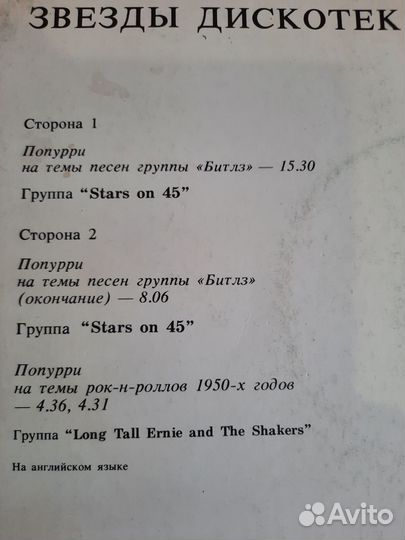 ЗВЕЗДЫ ДИСКОТЕК
Сторона 1
Попурри
на темы песен группы «Битлз» — 15.30
Группа “Stars on 45”
Сторона 2
Попурри
на темы песен группы «Битлз»
(окончание) — 8.06
Группа “Stars on 45”
Попурри
на темы рок-н-роллов 1950-х годов
— 4.36, 4.31
Группа “Long Tall Ernie and The Shakers”
На английском языке
Avito